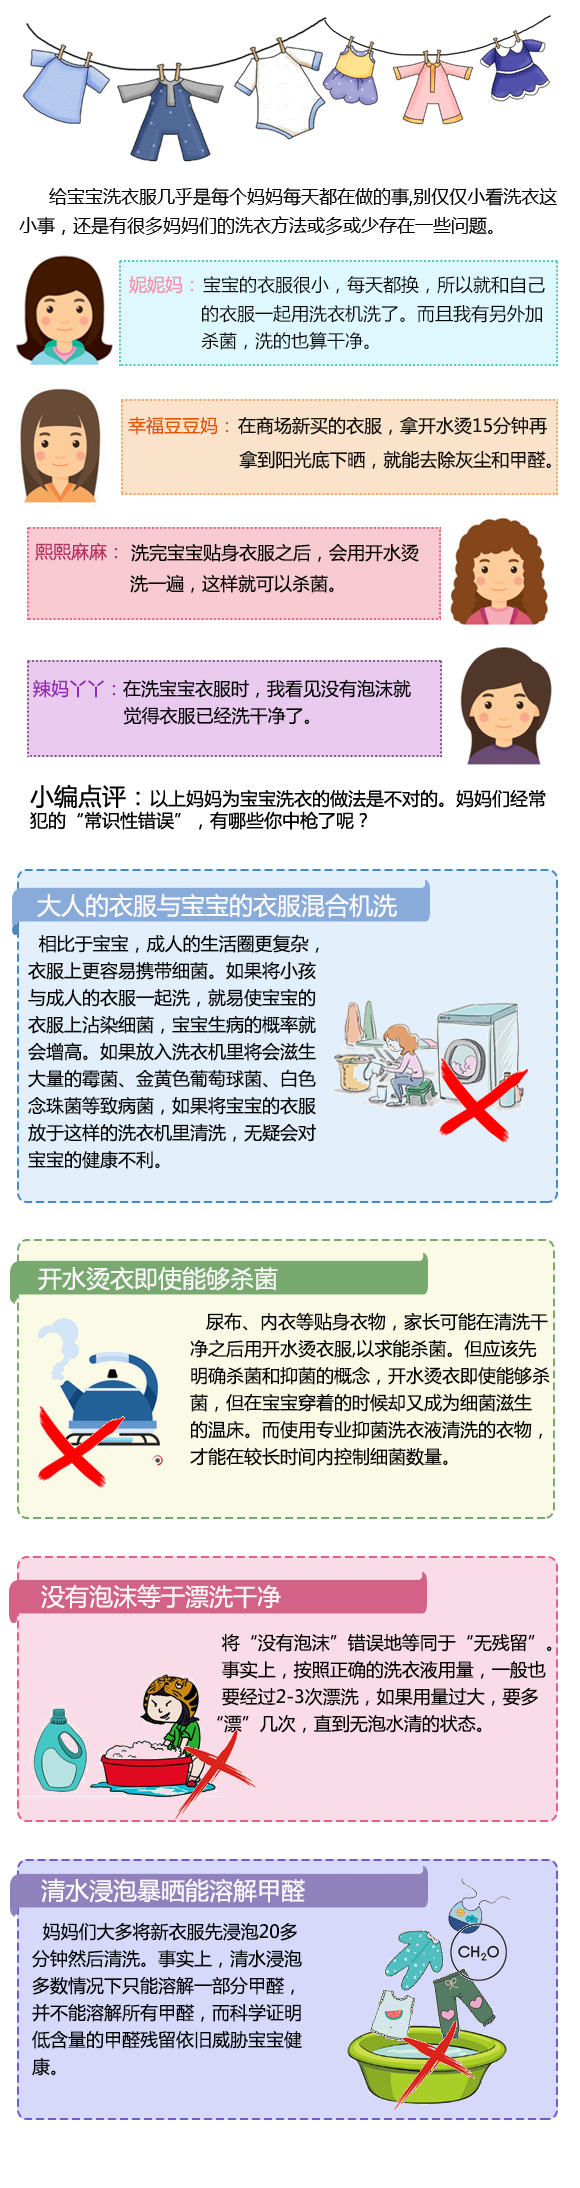 给宝宝洗衣服几乎是每个妈妈每天都在做的事,别仅仅小看洗衣这
小事，还是有很多妈妈们的洗衣方法或多或少存在一些问题。
妮妮妈：宝宝的衣服很小，每天都换，所以就和自己
的衣服一起用洗衣机洗了。而且我有另外加
杀菌，洗的也算干净。
幸福豆豆妈：在商场新买的衣服，拿开水烫15分钟再
拿到阳光底下晒，就能去除灰尘和甲醛。
熙熙麻麻：洗完宝宝贴身衣服之后，会用开水烫
洗一遍，这样就可以杀菌。
辣妈丫丫：在洗宝宝衣服时，我看见没有泡沫就
觉得衣服已经洗干净了。
小编点评：以上妈妈为宝宝洗衣的做法是不对的。妈妈们经常
犯的“常识性错误”，有哪些你中枪了呢？
大人的衣服与宝宝的衣服混合机洗
相比于宝宝，成人的生活圈更复杂，
衣服上更容易携带细菌。如果将小孩
与成人的衣服一起洗，就易使宝宝的
衣服上沾染细菌，宝宝生病的概率就
会增高。如果放入洗衣机里将会滋生
大量的霉菌、金黄色葡萄球菌、白色
念珠菌等致病菌，如果将宝宝的衣服
放于这样的洗衣机里清洗，无疑会对
宝宝的健康不利。
开水烫衣即使能够杀菌
尿布、内衣等贴身衣物，家长可能在清洗干
净之后用开水烫衣服,以求能杀菌。但应该先
明确杀菌和抑菌的概念，开水烫衣即使能够杀
菌，但在宝宝穿着的时候却又成为细菌滋生
的温床。而使用专业抑菌洗衣液清洗的衣物，
才能在较长时间内控制细菌数量。
没有泡沫等于漂洗干净
将“没有泡沫”错误地等同于“无残留”。
事实上，按照正确的洗衣液用量，一般也
要经过2-3次漂洗，如果用量过大，要多
“漂”几次，直到无泡水清的状态。
清水浸泡暴晒能溶解甲醛
妈妈们大多将新衣服先浸泡20多
分钟然后清洗。事实上，清水浸泡
多数情况下只能溶解一部分甲醛，
并不能溶解所有甲醛，而科学证明
低含量的甲醛残留依旧威胁宝宝健
康。
CH₂O